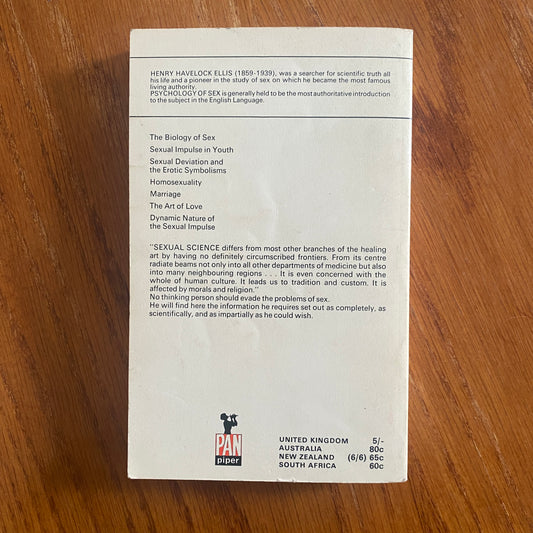 HENRY HAVELOCK ELLIS (1859-1939), was a searcher for scientific truth all
his life and a pioneer in the study of sex on which he became the most famous
living authority.
PSYCHOLOGY OF SEX is generally held to be the most authoritative introduction
to the subject in the English Language.
The Biology of Sex
Sexual Impulse in Youth
Sexual Deviation and
the Erotic Symbolisms
Homosexuality
Marriage
The Art of Love
Dynamic Nature of
the Sexual Impulse
"SEXUAL SCIENCE differs from most other branches of the healing
art by having no definitely circumscribed frontiers. From its centre
radiate beams not only into all other departments of medicine but also
into many neighbouring regions . . . It is even concerned with the
whole of human culture. It leads us to tradition and custom. It is
affected by morals and religion."
No thinking person should evade the problems of sex.
He will find here the information he requires set out as completely, as
scientifically, and as impartially as he could wish.
PAN
piper
UNITED KINGDOM 5/-
AUSTRALIA 80c
NEW ZEALAND (6/6) 65c
SOUTH AFRICA 60c